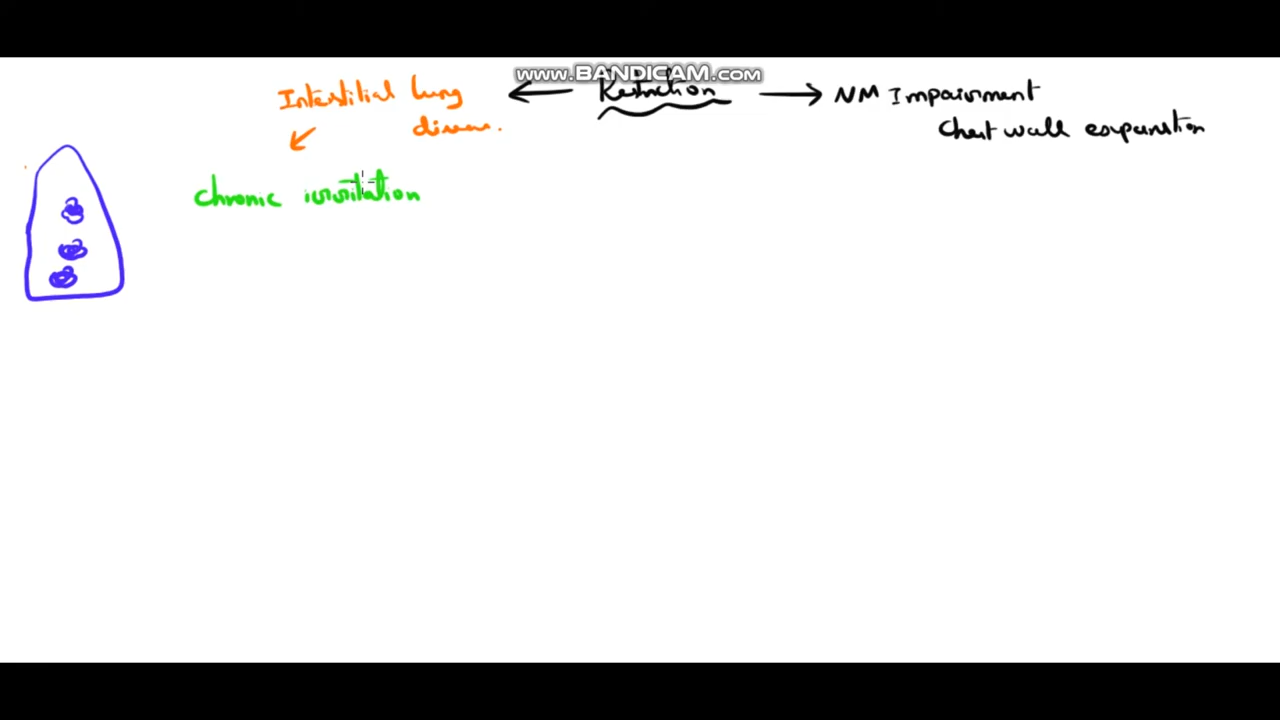 www.BANDICAM.com
Interstitial lung ← Restriction → NM Impairment
disease. Chest wall expansion
chronic irritation